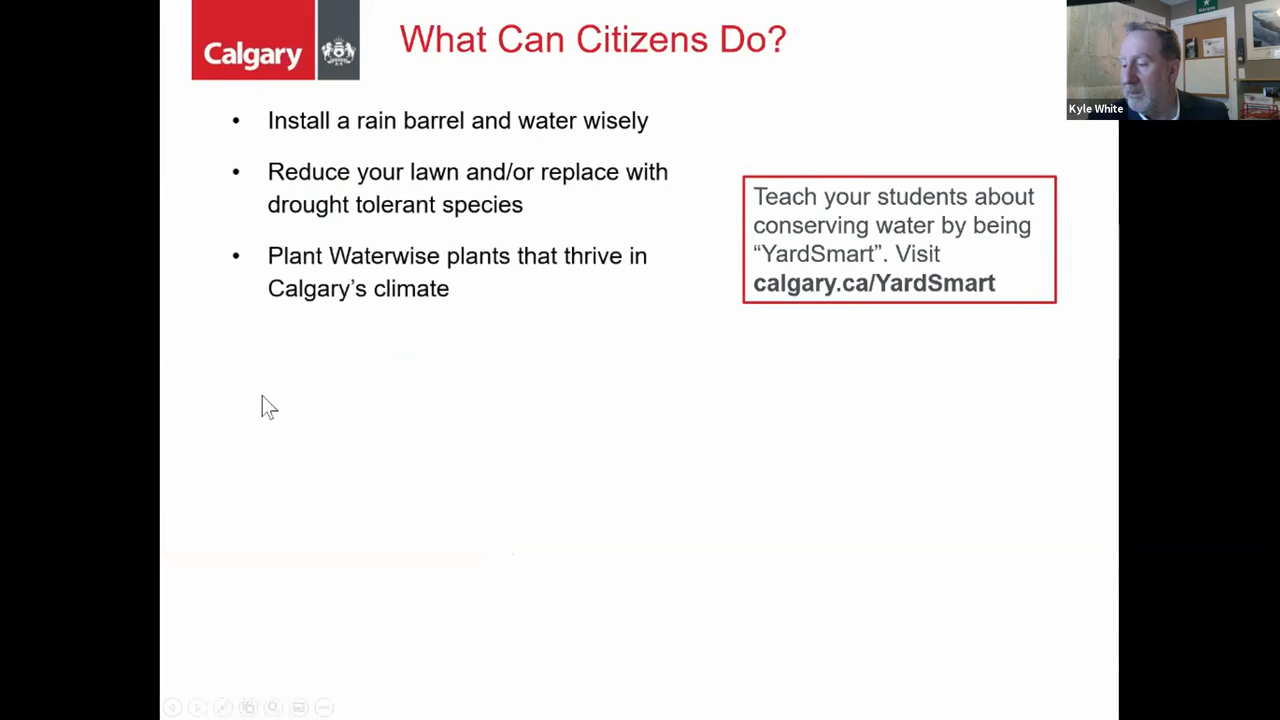 Calgary
What Can Citizens Do?
Kyle White
• Install a rain barrel and water wisely
• Reduce your lawn and/or replace with
drought tolerant species
• Plant Waterwise plants that thrive in
Calgary’s climate
Teach your students about
conserving water by being
“YardSmart”. Visit
calgary.ca/YardSmart